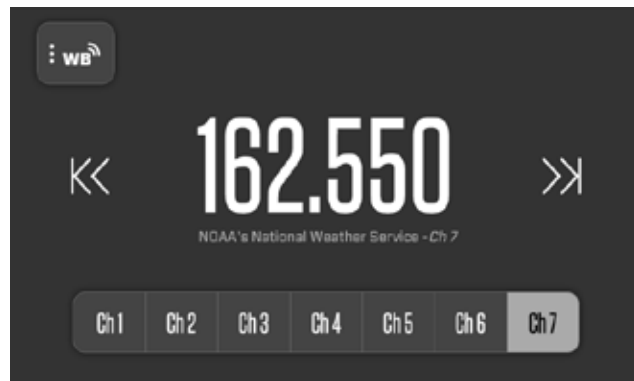 WB
162.550
NOAA's National Weather Service - Ch 7
Ch 1 Ch 2 Ch 3 Ch 4 Ch 5 Ch 6 Ch 7